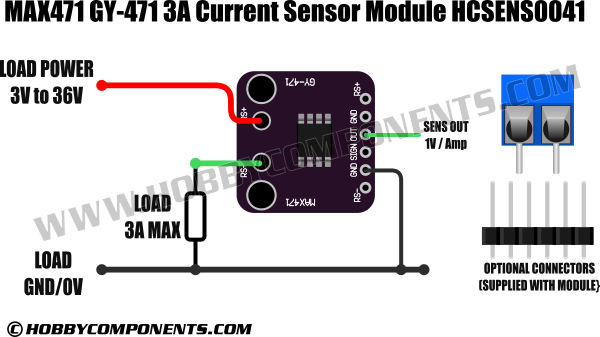 MAX471 GY-471 3A Current Sensor Module HCSENS0041
LOAD POWER
3V to 36V
GY-471
RS+
RS+
GND
OUT
SIGN
GND
RS-
RS-
MAX471
SENS OUT
1V / Amp
LOAD
3A MAX
LOAD
GND/0V
OPTIONAL CONNECTORS
(SUPPLIED WITH MODULE}
WWW.HOBBYCOMPONENTS.COM
© HOBBYCOMPONENTS.COM